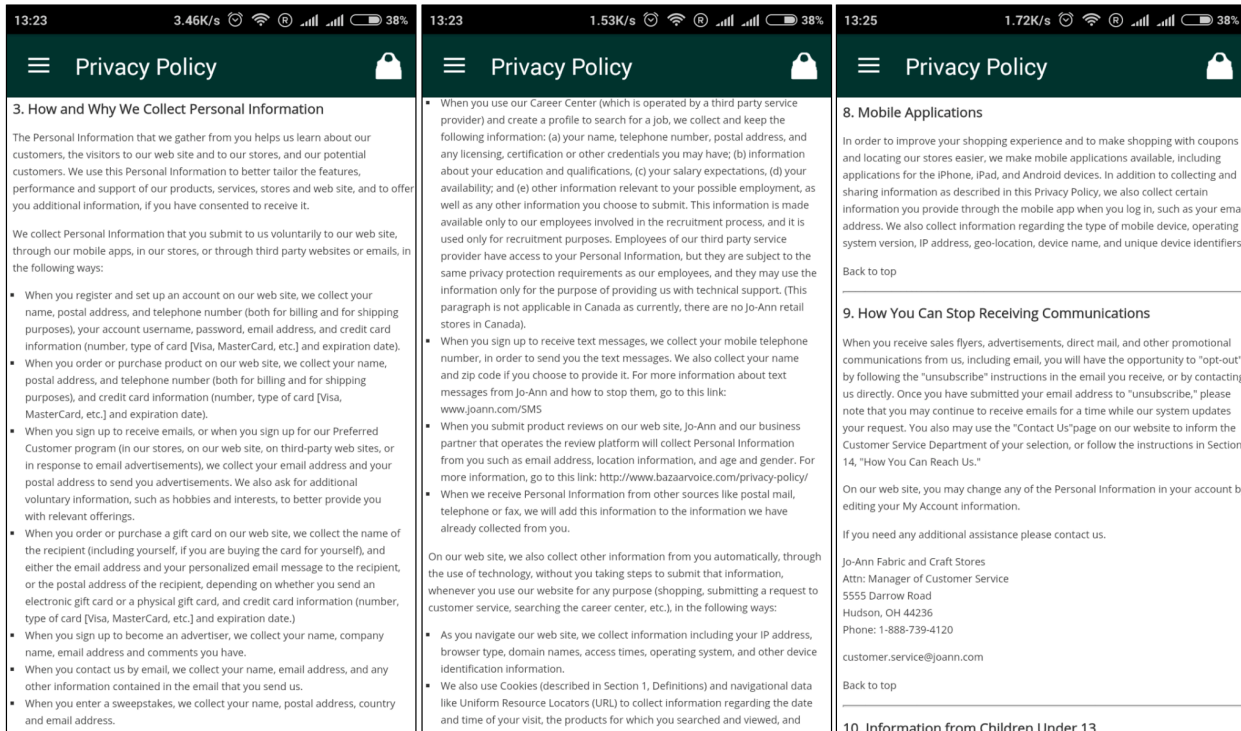 13:23 3.46K/s ® 38%
Privacy Policy
3. How and Why We Collect Personal Information
The Personal Information that we gather from you helps us learn about our
customers, the visitors to our web site and to our stores, and our potential
customers. We use this Personal Information to better tailor the features,
performance and support of our products, services, stores and web site, and to offer
you additional information, if you have consented to receive it.
We collect Personal Information that you submit to us voluntarily to our web site,
through our mobile apps, in our stores, or through third party websites or emails, in
the following ways:
▪ When you register and set up an account on our web site, we collect your
name, postal address, and telephone number (both for billing and for shipping
purposes), your account username, password, email address, and credit card
information (number, type of card [Visa, MasterCard, etc.] and expiration date).
▪ When you order or purchase product on our web site, we collect your name,
postal address, and telephone number (both for billing and for shipping
purposes), and credit card information (number, type of card [Visa,
MasterCard, etc.] and expiration date).
▪ When you sign up to receive emails, or when you sign up for our Preferred
Customer program (in our stores, on our web site, on third-party web sites, or
in response to email advertisements), we collect your email address and your
postal address to send you advertisements. We also ask for additional
voluntary information, such as hobbies and interests, to better provide you
with relevant offerings.
▪ When you order or purchase a gift card on our web site, we collect the name of
the recipient (including yourself, if you are buying the card for yourself), and
either the email address and your personalized email message to the recipient,
or the postal address of the recipient, depending on whether you send an
electronic gift card or a physical gift card, and credit card information (number,
type of card [Visa, MasterCard, etc.] and expiration date.)
▪ When you sign up to become an advertiser, we collect your name, company
name, email address and comments you have.
▪ When you contact us by email, we collect your name, email address, and any
other information contained in the email that you send us.
▪ When you enter a sweepstakes, we collect your name, postal address, country
and email address.
13:23 1.53K/s ® 38%
Privacy Policy
▪ When you use our Career Center (which is operated by a third party service
provider) and create a profile to search for a job, we collect and keep the
following information: (a) your name, telephone number, postal address, and
any licensing, certification or other credentials you may have; (b) information
about your education and qualifications, (c) your salary expectations, (d) your
availability; and (e) other information relevant to your possible employment, as
well as any other information you choose to submit. This information is made
available only to our employees involved in the recruitment process, and it is
used only for recruitment purposes. Employees of our third party service
provider have access to your Personal Information, but they are subject to the
same privacy protection requirements as our employees, and they may use the
information only for the purpose of providing us with technical support. (This
paragraph is not applicable in Canada as currently, there are no Jo-Ann retail
stores in Canada).
▪ When you sign up to receive text messages, we collect your mobile telephone
number, in order to send you the text messages. We also collect your name
and zip code if you choose to provide it. For more information about text
messages from Jo-Ann and how to stop them, go to this link:
www.joann.com/SMS
▪ When you submit product reviews on our web site, Jo-Ann and our business
partner that operates the review platform will collect Personal Information
from you such as email address, location information, and age and gender. For
more information, go to this link: http://www.bazaarvoice.com/privacy-policy/
▪ When we receive Personal Information from other sources like postal mail,
telephone or fax, we will add this information to the information we have
already collected from you.
On our web site, we also collect other information from you automatically, through
the use of technology, without you taking steps to submit that information,
whenever you use our website for any purpose (shopping, submitting a request to
customer service, searching the career center, etc.), in the following ways:
▪ As you navigate our web site, we collect information including your IP address,
browser type, domain names, access times, operating system, and other device
identification information.
▪ We also use Cookies (described in Section 1, Definitions) and navigational data
like Uniform Resource Locators (URL) to collect information regarding the date
and time of your visit, the products for which you searched and viewed, and
13:25 1.72K/s ® 38%
Privacy Policy
8. Mobile Applications
In order to improve your shopping experience and to make shopping with coupons
and locating our stores easier, we make mobile applications available, including
applications for the iPhone, iPad, and Android devices. In addition to collecting and
sharing information as described in this Privacy Policy, we also collect certain
information you provide through the mobile app when you log in, such as your ema
address. We also collect information regarding the type of mobile device, operating
system version, IP address, geo-location, device name, and unique device identifiers
Back to top
9. How You Can Stop Receiving Communications
When you receive sales flyers, advertisements, direct mail, and other promotional
communications from us, including email, you will have the opportunity to "opt-out"
by following the "unsubscribe" instructions in the email you receive, or by contacting
us directly. Once you have submitted your email address to "unsubscribe," please
note that you may continue to receive emails for a time while our system updates
your request. You also may use the "Contact Us"page on our website to inform the
Customer Service Department of your selection, or follow the instructions in Section
14, "How You Can Reach Us."
On our web site, you may change any of the Personal Information in your account b
editing your My Account information.
If you need any additional assistance please contact us.
Jo-Ann Fabric and Craft Stores
Attn: Manager of Customer Service
5555 Darrow Road
Hudson, OH 44236
Phone: 1-888-739-4120
customer.service@joann.com
Back to top
10. Information from Children Under 13